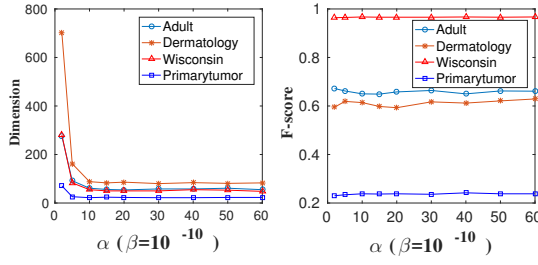 800
600
400
200
0
Dimension
0 10 20 30 40 50 60
α (β=10 -10)
Adult
Dermatology
Wisconsin
Primarytumor
1
0.8
0.6
0.4
0.2
F-score
0 10 20 30 40 50 60
α (β=10 -10)
Adult
Dermatology
Wisconsin
Primarytumor